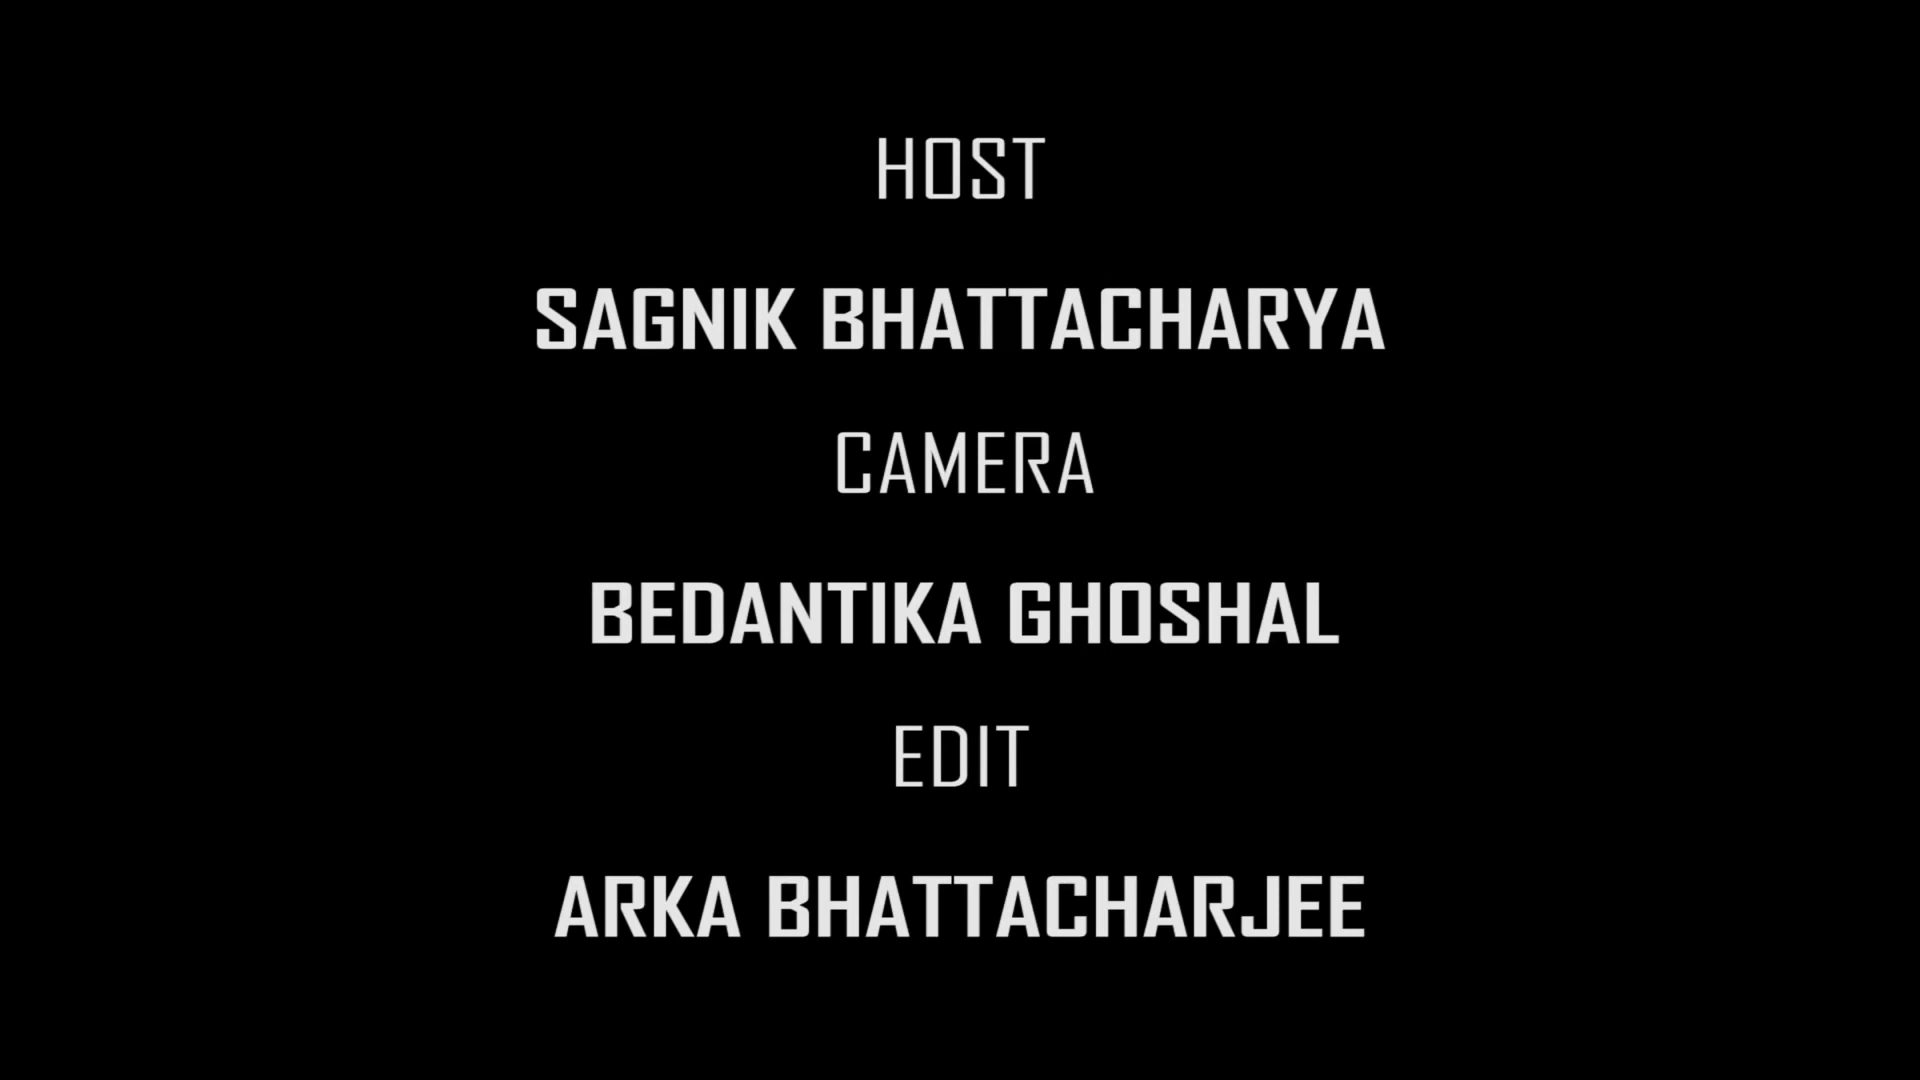 HOST
SAGNIK BHATTACHARYA
CAMERA
BEDANTIKA GHOSHAL
EDIT
ARKA BHATTACHARJEE